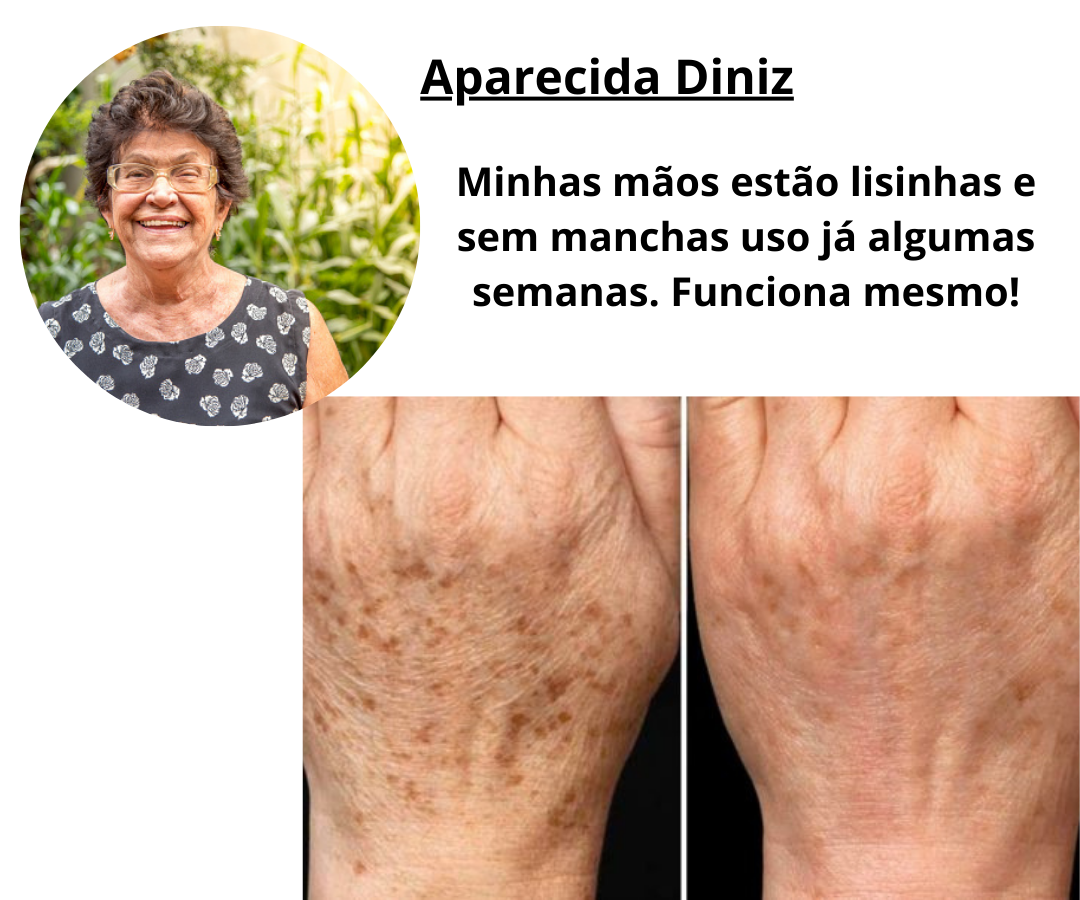 Aparecida Diniz
Minhas mãos estão lisinhas e
sem manchas uso já algumas
semanas. Funciona mesmo!